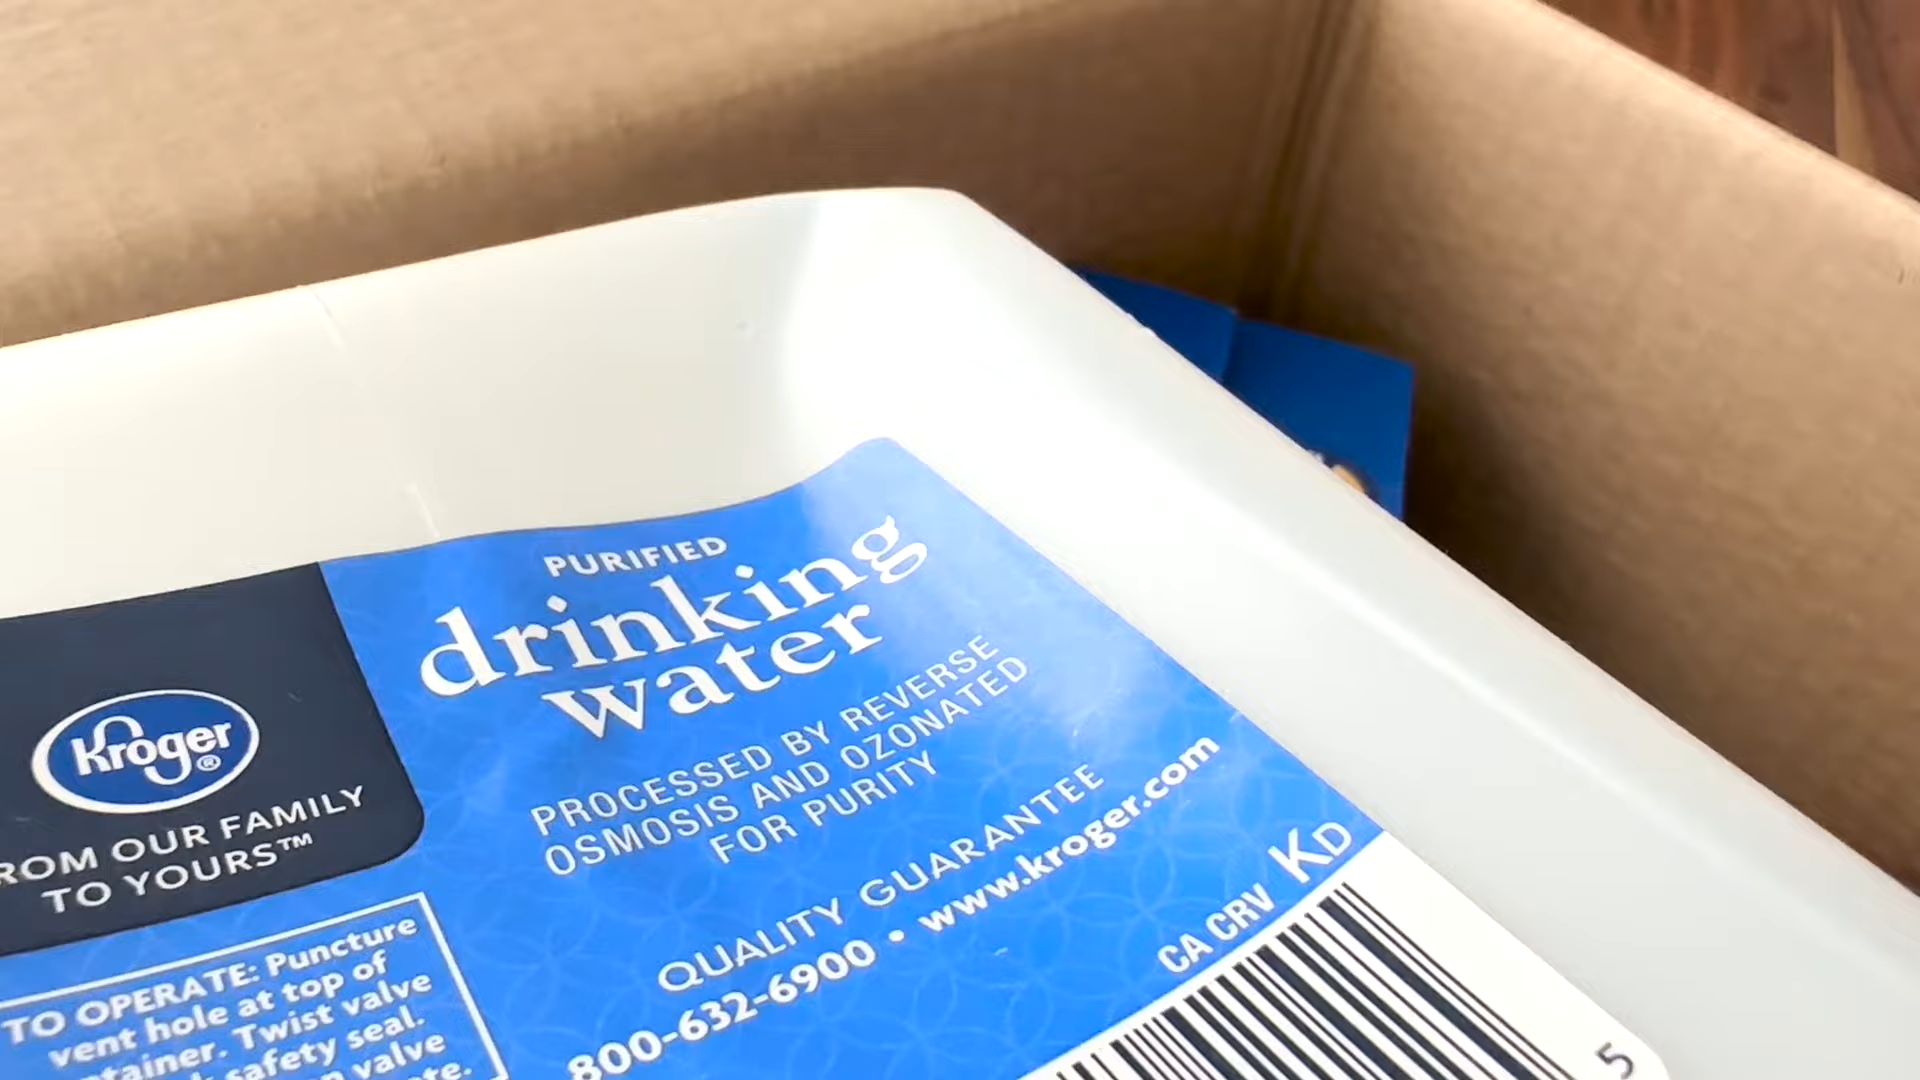 PURIFIED
drinking
water
PROCESSED BY REVERSE
OSMOSIS AND OZONATED
FOR PURITY
QUALITY GUARANTEE
800-632-6900 • www.kroger.com
CA CRV KD
5
Kroger®
FROM OUR FAMILY
TO YOURS™
TO OPERATE: Puncture
vent hole at top of
Twist valve
safety seal.
valve